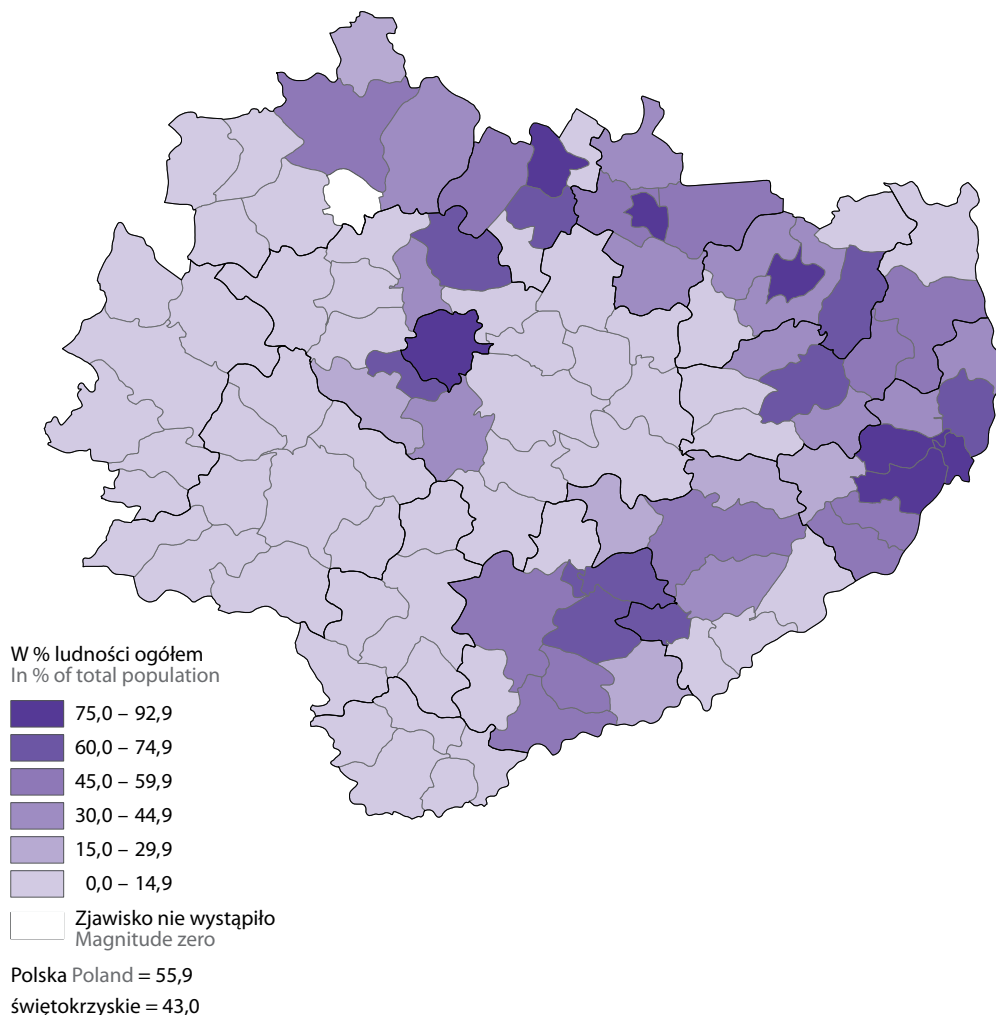 W % ludności ogółem
In % of total population
75,0 – 92,9
60,0 – 74,9
45,0 – 59,9
30,0 – 44,9
15,0 – 29,9
0,0 – 14,9
Zjawisko nie wystąpiło
Magnitude zero
Polska Poland = 55,9
świętokrzyskie = 43,0